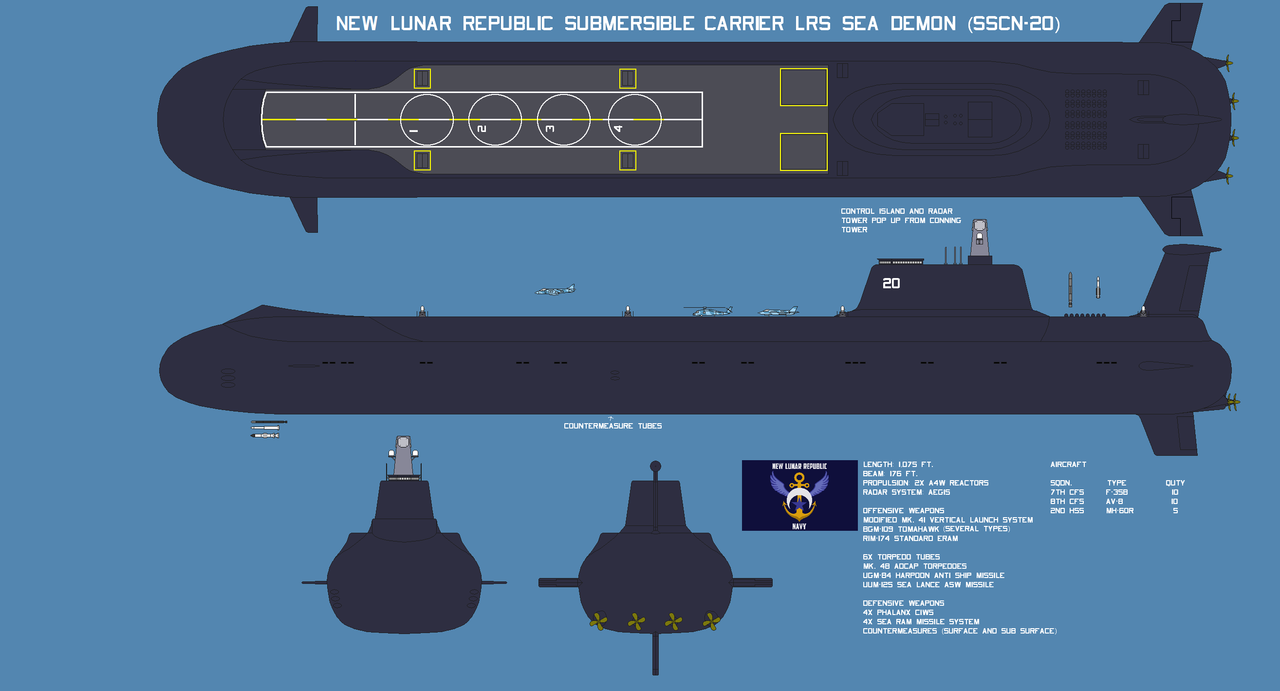 NEW LUNAR REPUBLIC SUBMERSIBLE CARRIER LRS SEA DEMON (SSCN-20)
1
2
3
4
CONTROL ISLAND AND RADAR
TOWER POP UP FROM CONNING
TOWER
20
COUNTERMEASURE TUBES
NEW LUNAR REPUBLIC
NAVY
LENGTH 1,075 FT.
BEAM 176 FT.
PROPULSION 2X A4W REACTORS
RADAR SYSTEM AEGIS
OFFENSIVE WEAPONS
MODIFIED MK. 41 VERTICAL LAUNCH SYSTEM
BGM-109 TOMAHAWK (SEVERAL TYPES)
RIM-174 STANDARD ERAM
6X TORPEDO TUBES
MK. 48 ADCAP TORPEDOES
UGM-84 HARPOON ANTI SHIP MISSILE
UUM-125 SEA LANCE ASW MISSILE
DEFENSIVE WEAPONS
4X PHALANX CIWS
4X SEA RAM MISSILE SYSTEM
COUNTERMEASURES (SURFACE AND SUB SURFACE)
AIRCRAFT
SQDN. TYPE QUTY
7TH CFS F-35B 10
8TH CFS AV-8 10
2ND HSS MH-60R 5